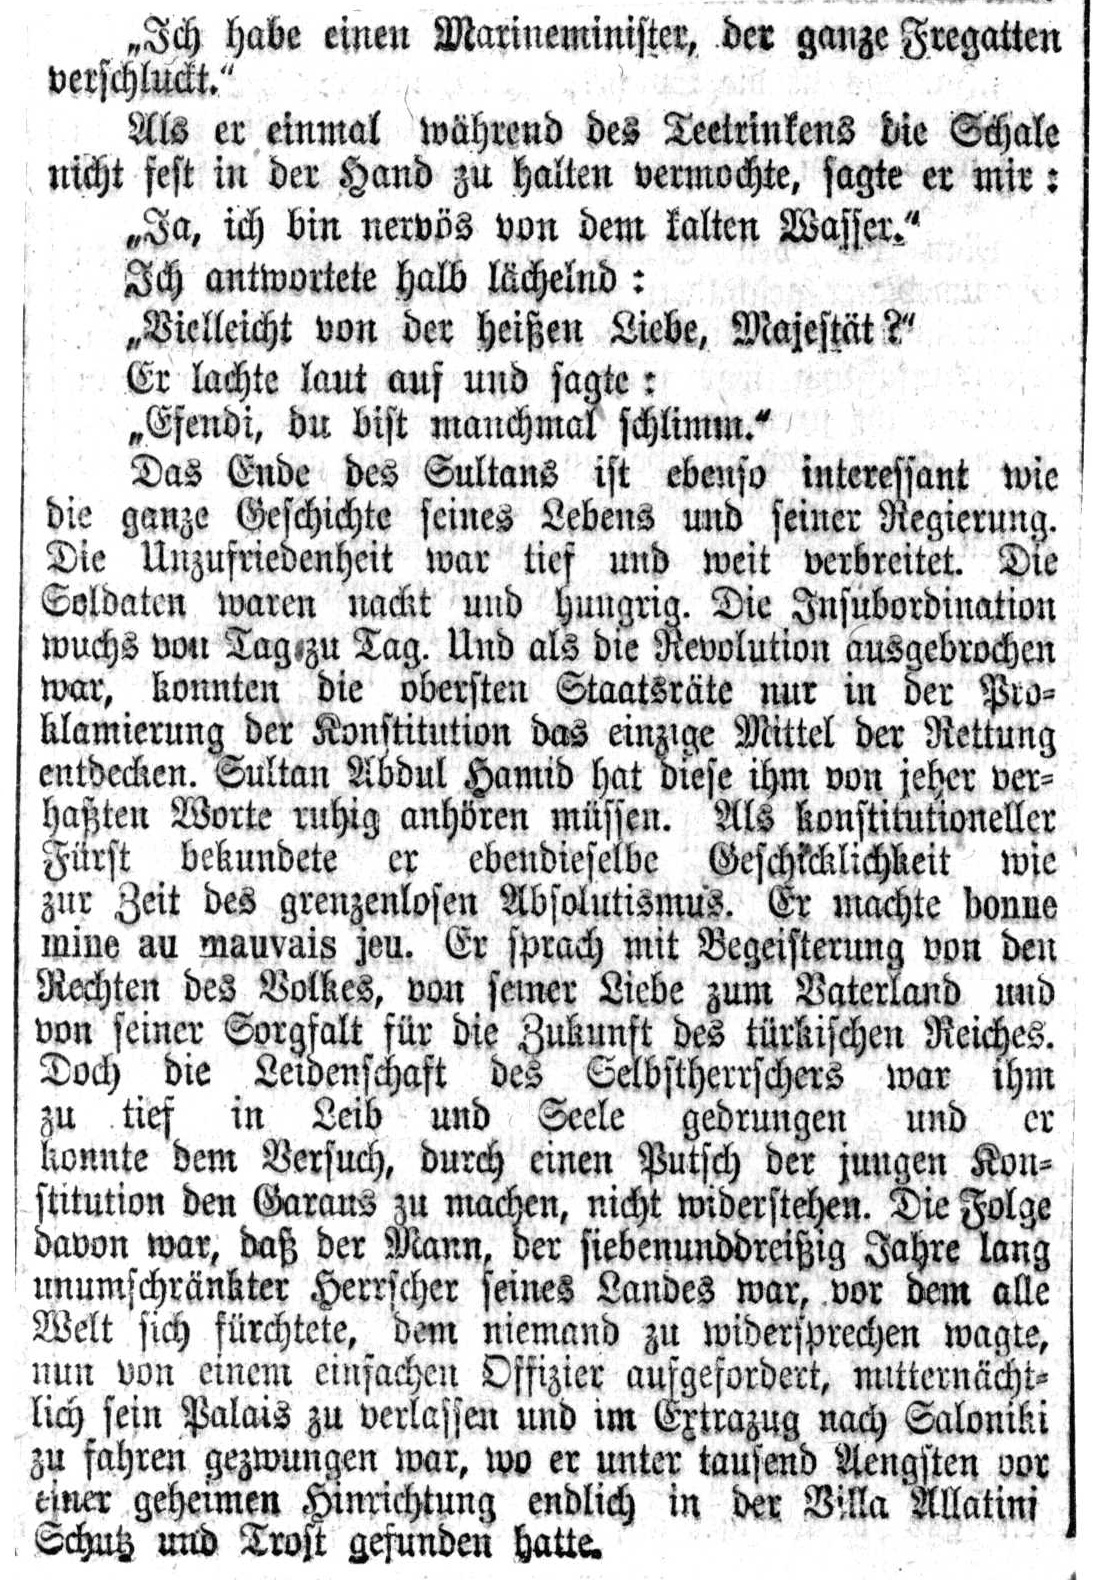 „Ich habe einen Marineminister, der ganze Fregatten
verschluckt.“
Als er einmal während des Teetrinkens die Schale
nicht fest in der Hand zu halten vermochte, sagte er mir:
„Ja, ich bin nervös von dem kalten Wasser.“
Ich antwortete halb lächelnd:
„Vielleicht von der heißen Liebe, Majestät?“
Er lachte laut auf und sagte:
„Efendi, du bist manchmal schlimm.“
Das Ende des Sultans ist ebenso interessant wie
die ganze Geschichte seines Lebens und seiner Regierung.
Die Unzufriedenheit war tief und weit verbreitet. Die
Soldaten waren nackt und hungrig. Die Insubordination
wuchs von Tag zu Tag. Und als die Revolution ausgebrochen
war, konnten die obersten Staatsräte nur in der Pro-
klamierung der Konstitution das einzige Mittel der Rettung
entdecken. Sultan Abdul Hamid hat diese ihm von jeher ver-
haßten Worte ruhig anhören müssen. Als konstitutioneller
Fürst bekundete er ebendieselbe Geschicklichkeit wie
zur Zeit des grenzenlosen Absolutismus. Er machte bonne
mine au mauvais jeu. Er sprach mit Begeisterung von den
Rechten des Volkes, von seiner Liebe zum Vaterland und
von seiner Sorgfalt für die Zukunft des türkischen Reiches.
Doch die Leidenschaft des Selbstherrschers war ihm
zu tief in Leib und Seele gedrungen und er
konnte dem Versuch, durch einen Putsch der jungen Kon-
stitution den Garaus zu machen, nicht widerstehen. Die Folge
davon war, daß der Mann, der siebenunddreißig Jahre lang
unumschränkter Herrscher seines Landes war, vor dem alle
Welt sich fürchtete, dem niemand zu widersprechen wagte,
nun von einem einfachen Offizier aufgefordert, mitternächt-
lich sein Palais zu verlassen und im Extrazug nach Saloniki
zu fahren gezwungen war, wo er unter tausend Aengsten vor
einer geheimen Hinrichtung endlich in der Villa Allatini
Schutz und Trost gefunden hatte.